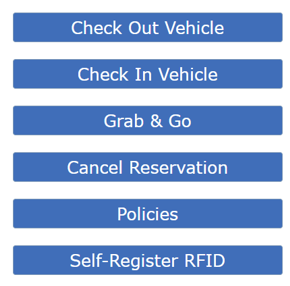 Check Out Vehicle
Check In Vehicle
Grab & Go
Cancel Reservation
Policies
Self-Register RFID